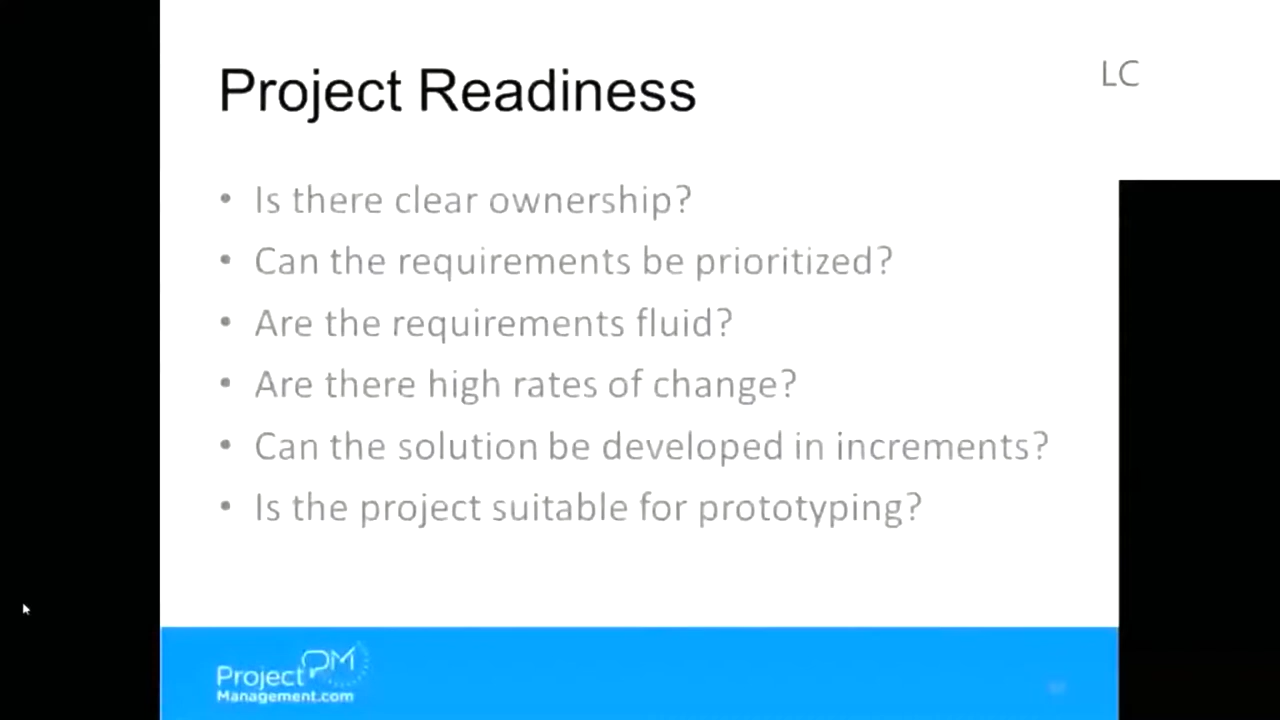 Project Readiness
LC
• Is there clear ownership?
• Can the requirements be prioritized?
• Are the requirements fluid?
• Are there high rates of change?
• Can the solution be developed in increments?
• Is the project suitable for prototyping?
PM
Project
Management.com